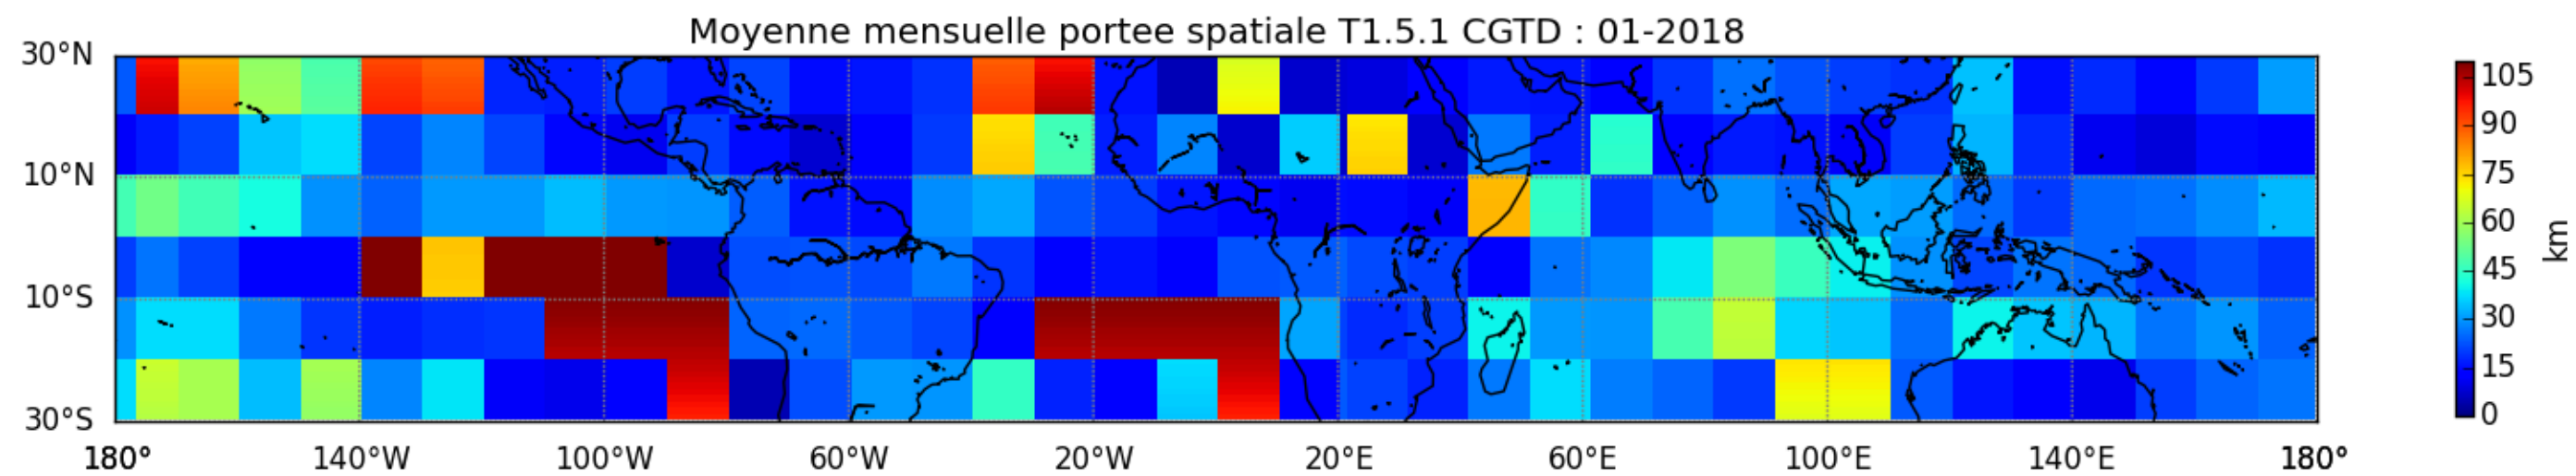 Moyenne mensuelle portee spatiale T1.5.1 CGTD : 01-2018
30°N
10°N
10°S
30°S
180° 140°W 100°W 60°W 20°W 20°E 60°E 100°E 140°E 180°
105
90
75
60
45
30
15
0
km